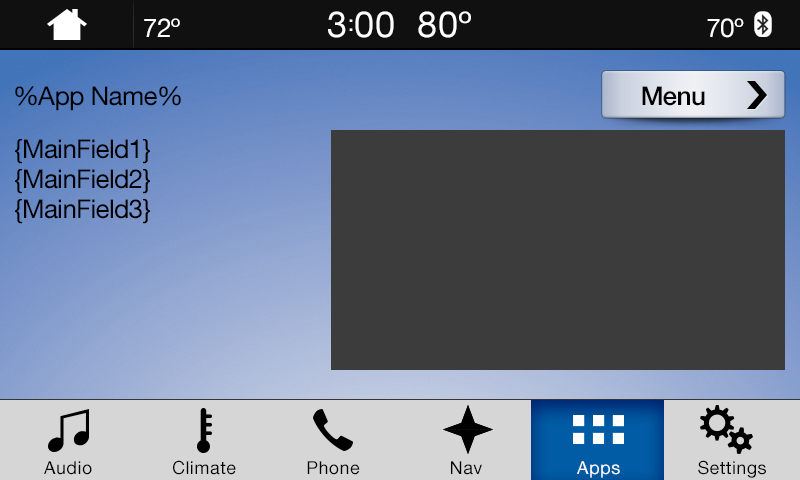 72º 3:00 80º 70º
%App Name%
Menu
{MainField1}
{MainField2}
{MainField3}
Audio Climate Phone Nav Apps Settings